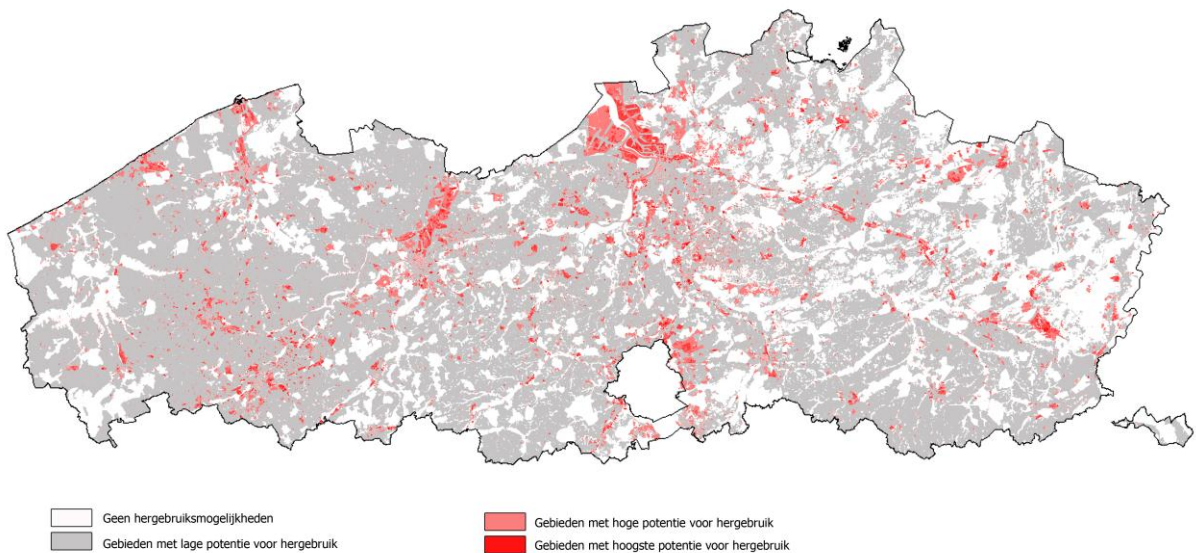 Geen hergebruiksmogelijkheden
Gebieden met lage potentie voor hergebruik
Gebieden met hoge potentie voor hergebruik
Gebieden met hoogste potentie voor hergebruik